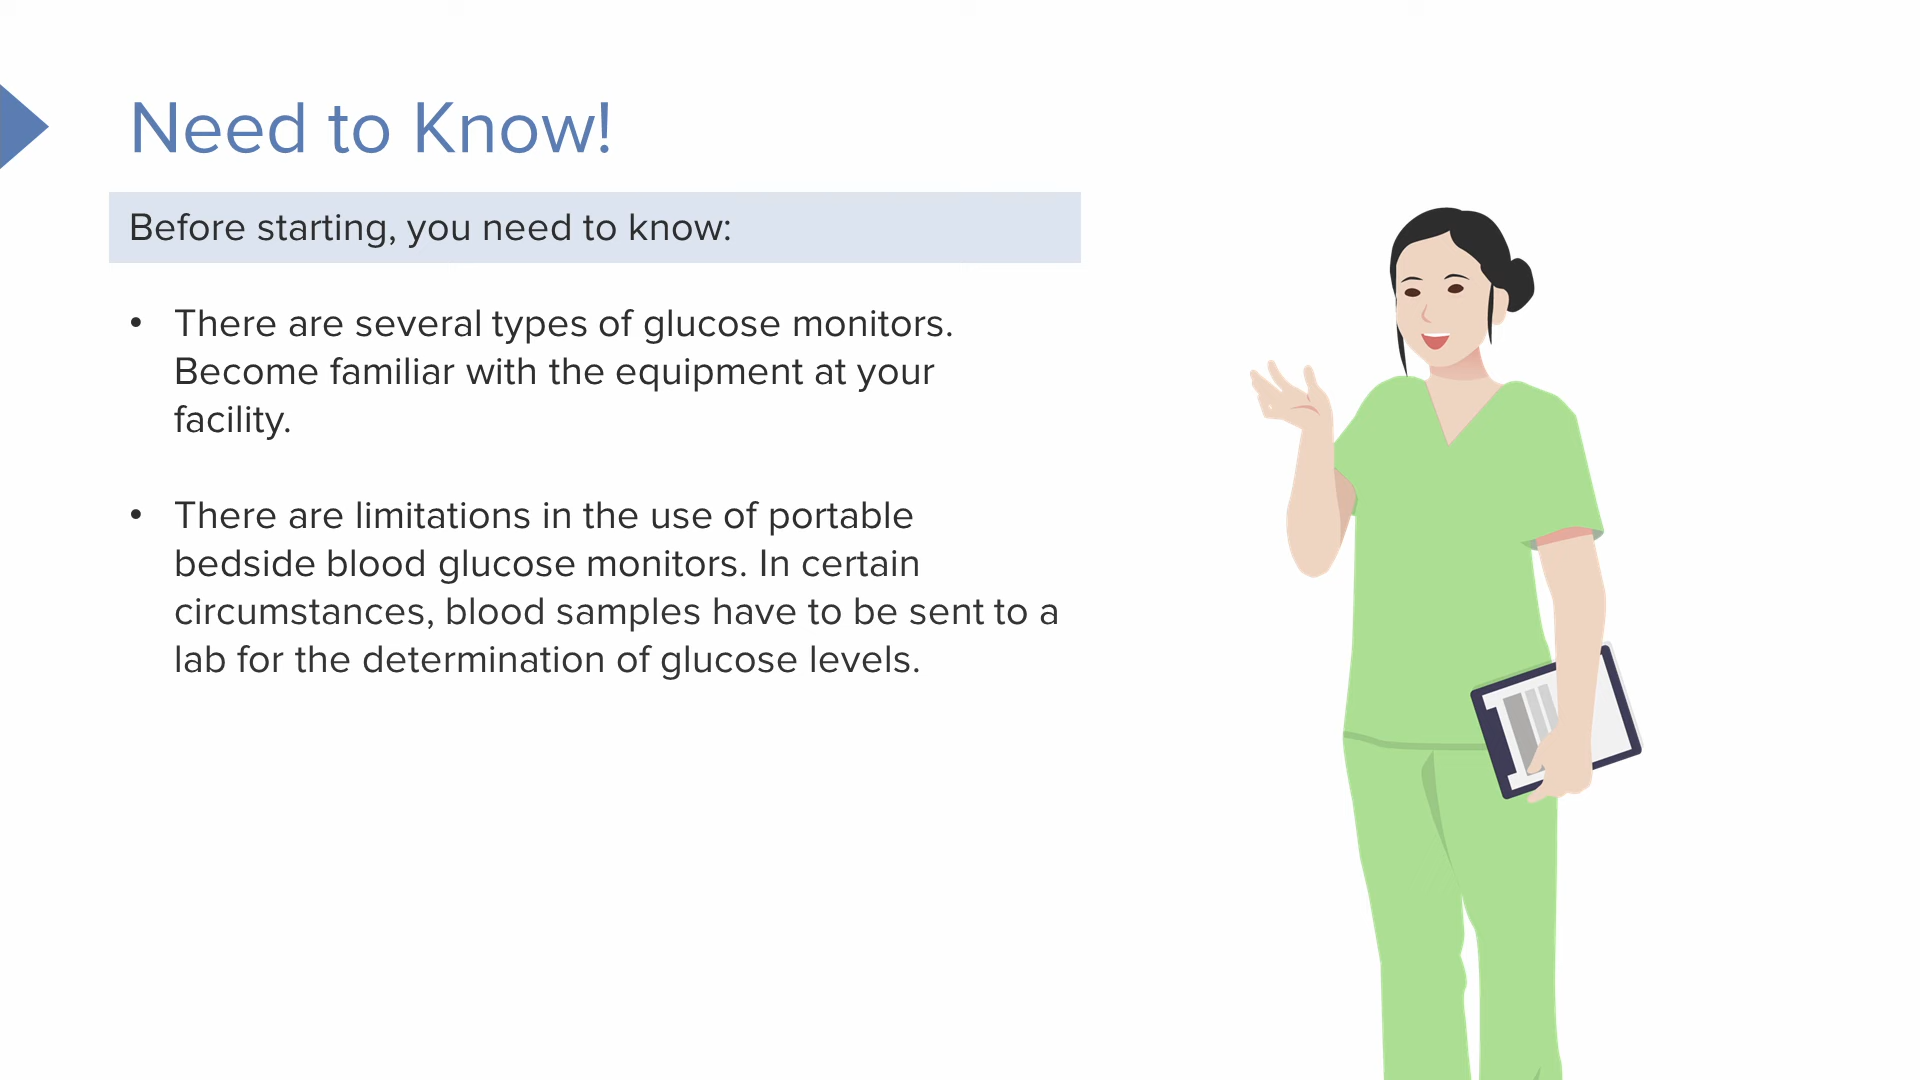 Need to Know!
Before starting, you need to know:
• There are several types of glucose monitors.
Become familiar with the equipment at your
facility.
• There are limitations in the use of portable
bedside blood glucose monitors. In certain
circumstances, blood samples have to be sent to a
lab for the determination of glucose levels.